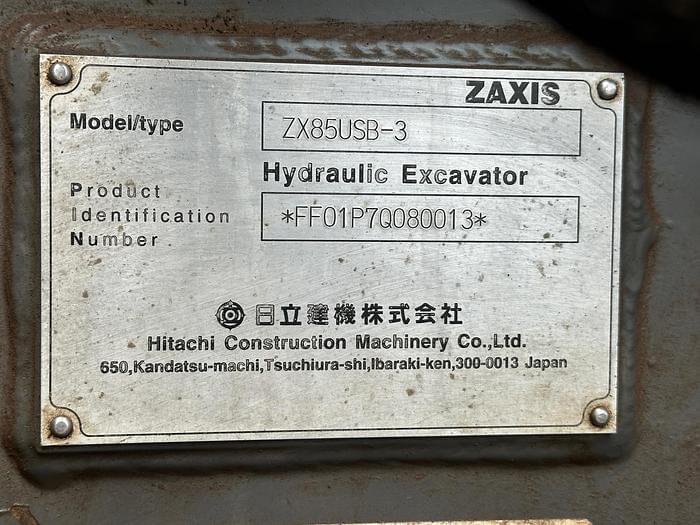 ZAXIS
Model/type ZX85USB-3
Hydraulic Excavator
Product
Identification
Number
*FF01P7Q080013*
日立建機株式会社
Hitachi Construction Machinery Co.,Ltd.
650,Kandatsu-machi,Tsuchiura-shi,Ibaraki-ken,300-0013 Japan